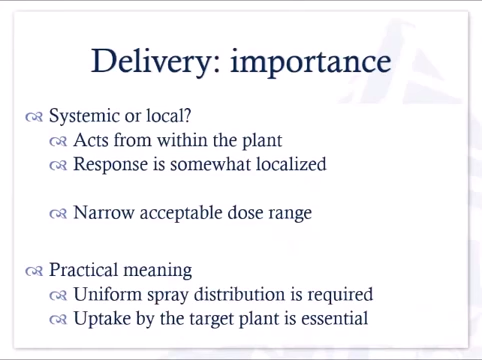 Delivery: importance
Systemic or local?
Acts from within the plant
Response is somewhat localized
Narrow acceptable dose range
Practical meaning
Uniform spray distribution is required
Uptake by the target plant is essential